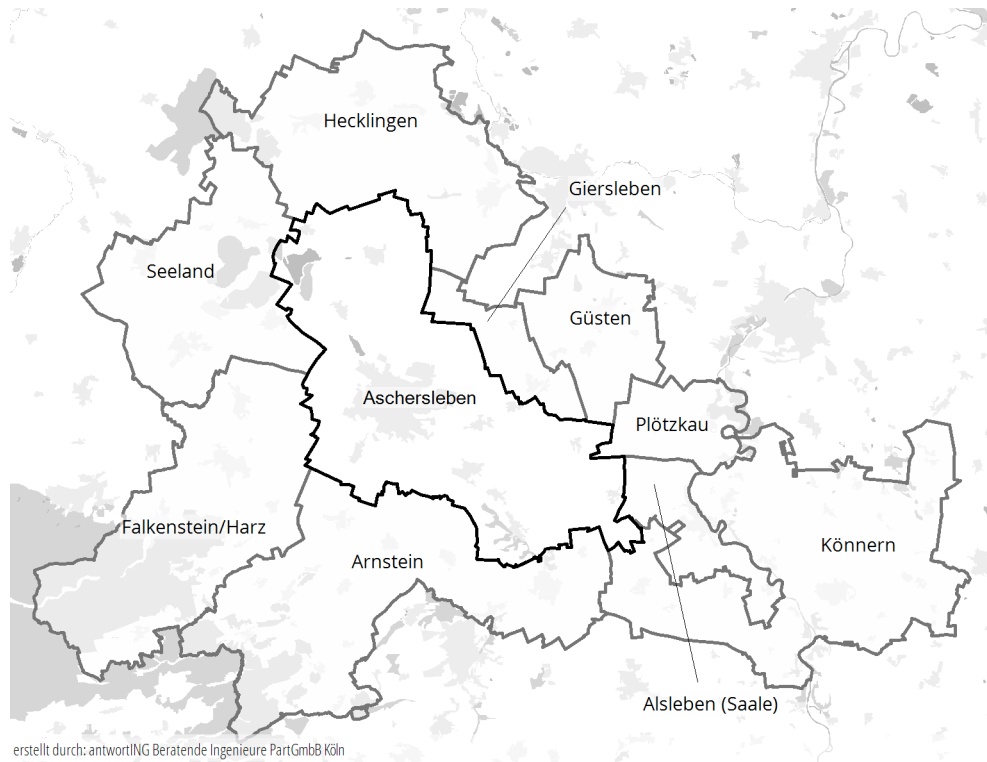 Hecklingen
Giersleben
Seeland
Güsten
Aschersleben
Plötzkau
Falkenstein/Harz
Könnern
Arnstein
Alsleben (Saale)
erstellt durch: antwortING Beratende Ingenieure PartGmbB Köln